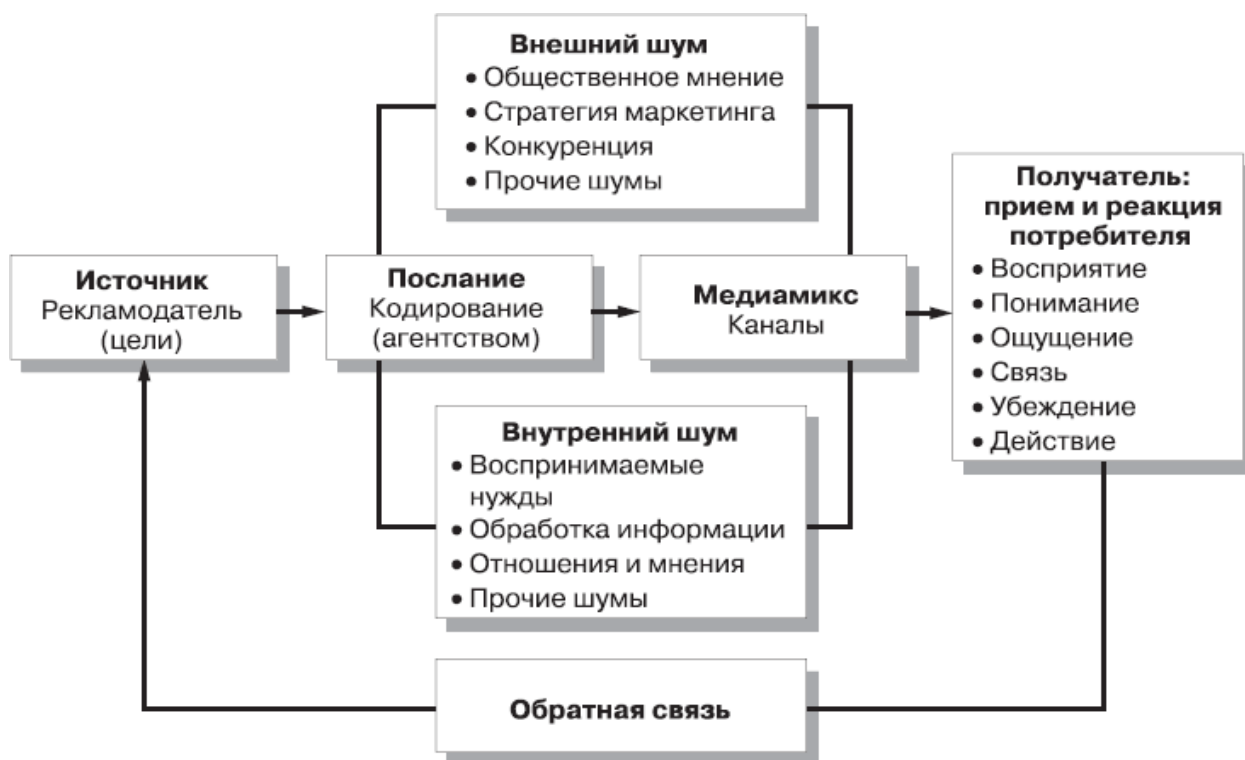 Внешний шум
• Общественное мнение
• Стратегия маркетинга
• Конкуренция
• Прочие шумы
Источник
Рекламодатель
(цели)
Послание
Кодирование
(агентством)
Медиамикс
Каналы
Получатель:
прием и реакция
потребителя
• Восприятие
• Понимание
• Ощущение
• Связь
• Убеждение
• Действие
Внутренний шум
• Воспринимаемые
нужды
• Обработка информации
• Отношения и мнения
• Прочие шумы
Обратная связь